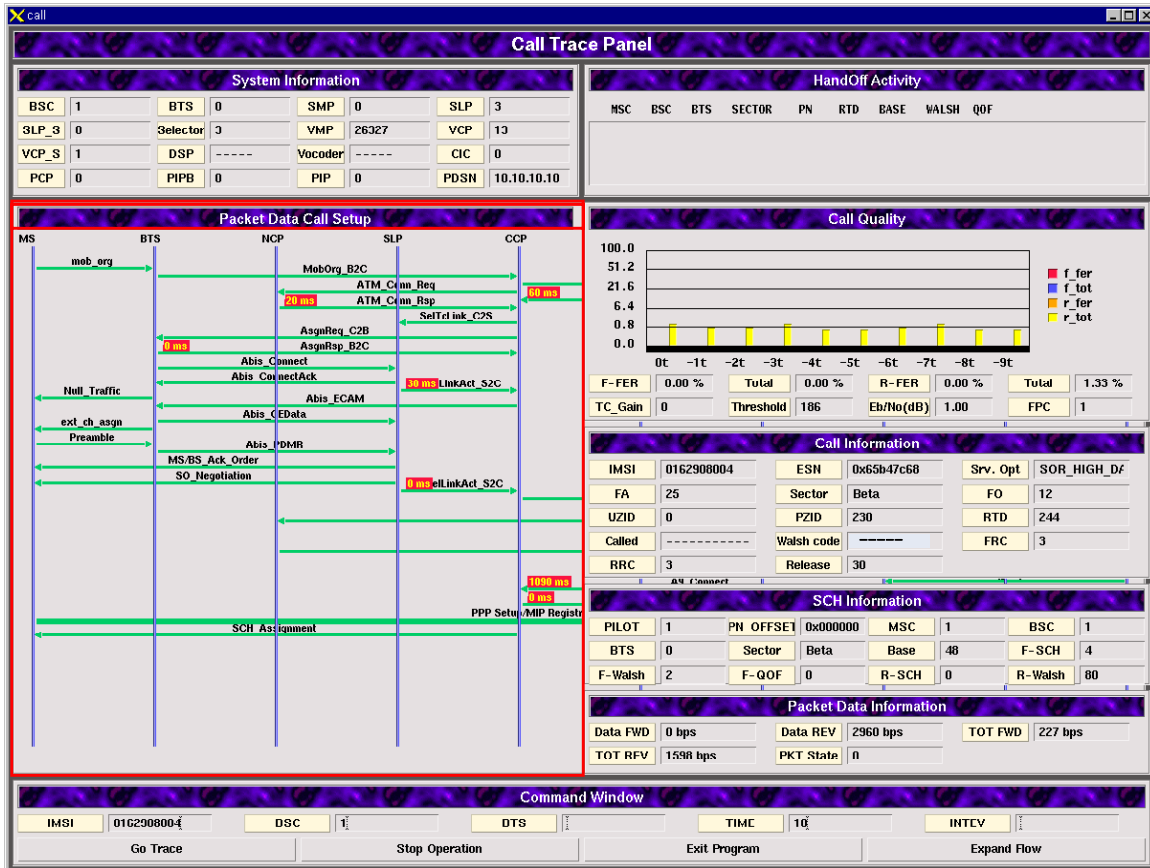 call
Call Trace Panel
System Information
BSC 1 BTS 0 SMP 0 SLP 3
SLP_S 0 Selector 3 VMP 26327 VCP 13
VCP_S 1 DSP ----- Vocoder ----- CIC 0
PCP 0 PIPB 0 PIP 0 PDSN 10.10.10.10
HandOff Activity
MSC BSC BTS SECTOR PN RTD BASE WALSH QOF
Packet Data Call Setup
MS BTS NCP SLP CCP
mob_org
MobOrg_B2C
ATM_Conn_Req
60 ms
20 ms ATM_Conn_Rsp
SelTcLink_C2S
AsgnReq_C2B
0 ms AsgnRsp_B2C
Abis_Connect
Abis_ConnectAck
30 ms LinkAct_S2C
Null_Traffic
Abis_ECAM
Abis_CEData
ext_ch_asgn
Preamble
Abis_PDMR
MS/BS_Ack_Order
SO_Negotiation
0 ms elLinkAct_S2C
1090 ms
0 ms
PPP Setup/MIP Registr
SCH_Assignment
Call Quality
100.0
51.2
21.6
6.4
0.8
0.0
f_fer
f_tot
r_fer
r_tot
0t -1t -2t -3t -4t -5t -6t -7t -8t -9t
F-FER 0.00 % Total 0.00 % R-FER 0.00 % Total 1.33 %
TC_Gain 0 Threshold 186 Eb/No(dB) 1.00 FPC 1
Call Information
IMSI 0162908004 ESN 0x65b47c68 Srv. Opt SOR_HIGH_DA
FA 25 Sector Beta FO 12
UZID 0 PZID 230 RTD 244
Called ----------- Walsh code ----- FRC 3
RRC 3 Release 30
SCH Information
PILOT 1 PN_OFFSET 0x000000 MSC 1 BSC 1
BTS 0 Sector Beta Base 48 F-SCH 4
F-Walsh 2 F-QOF 0 R-SCH 0 R-Walsh 80
Packet Data Information
Data FWD 0 bps Data REV 2960 bps TOT FWD 227 bps
TOT REV 1598 bps PKT State 0
Command Window
IMSI 0162908004 BSC 1 BTS TIME 10 INTEV
Go Trace Stop Operation Exit Program Expand Flow